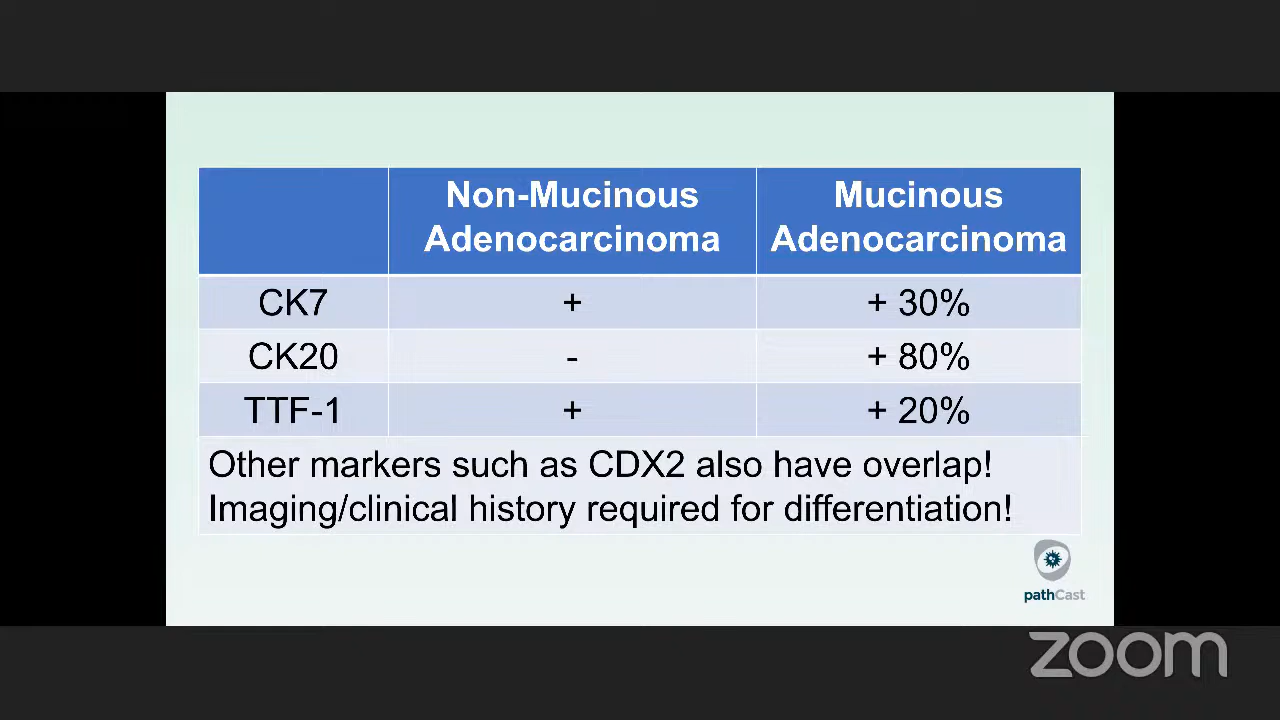 Non-Mucinous Adenocarcinoma Mucinous Adenocarcinoma
CK7 + + 30%
CK20 - + 80%
TTF-1 + + 20%
Other markers such as CDX2 also have overlap!
Imaging/clinical history required for differentiation!
pathCast
zoom